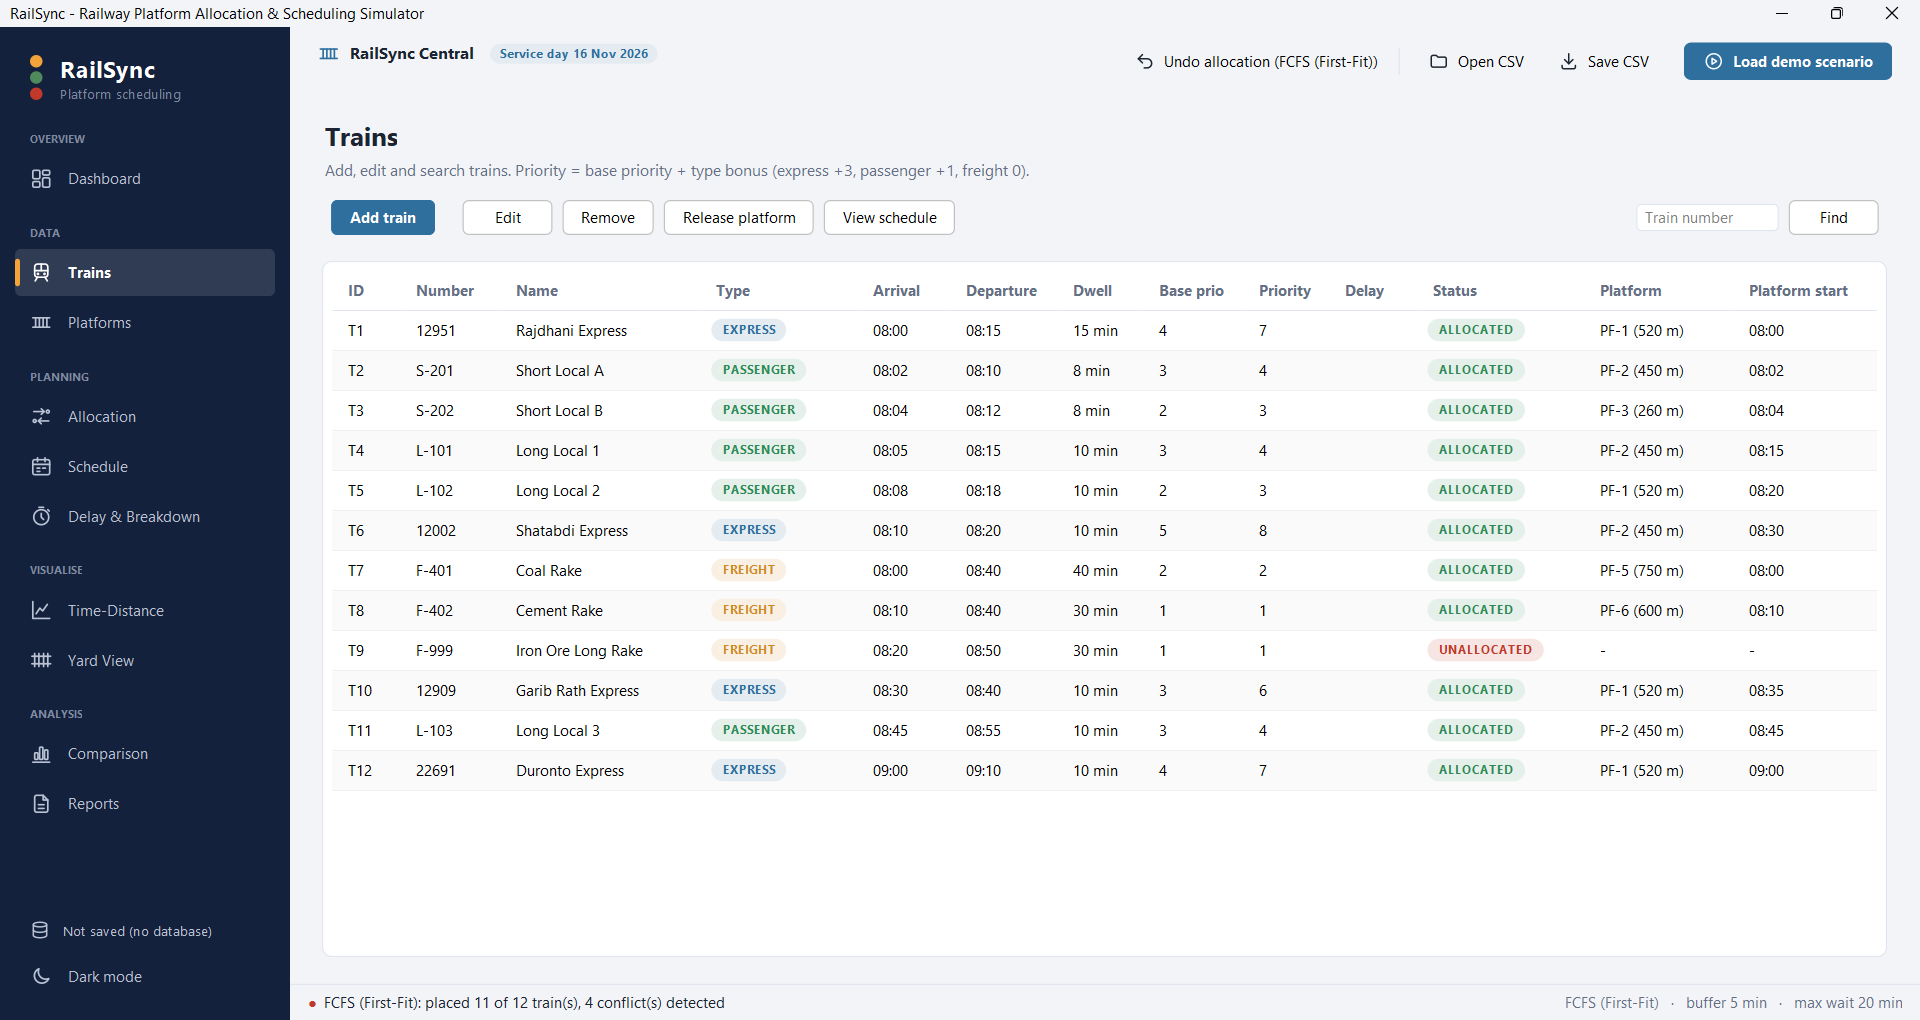 RailSync - Railway Platform Allocation & Scheduling Simulator
RailSync
Platform scheduling
OVERVIEW
Dashboard
DATA
Trains
Platforms
PLANNING
Allocation
Schedule
Delay & Breakdown
VISUALISE
Time-Distance
Yard View
ANALYSIS
Comparison
Reports
Not saved (no database)
Dark mode
RailSync Central Service day 16 Nov 2026
Undo allocation (FCFS (First-Fit)) Open CSV Save CSV Load demo scenario
Trains
Add, edit and search trains. Priority = base priority + type bonus (express +3, passenger +1, freight 0).
Add train Edit Remove Release platform View schedule Train number Find
ID Number Name Type Arrival Departure Dwell Base prio Priority Delay Status Platform Platform start
T1 12951 Rajdhani Express EXPRESS 08:00 08:15 15 min 4 7 ALLOCATED PF-1 (520 m) 08:00
T2 S-201 Short Local A PASSENGER 08:02 08:10 8 min 3 4 ALLOCATED PF-2 (450 m) 08:02
T3 S-202 Short Local B PASSENGER 08:04 08:12 8 min 2 3 ALLOCATED PF-3 (260 m) 08:04
T4 L-101 Long Local 1 PASSENGER 08:05 08:15 10 min 3 4 ALLOCATED PF-2 (450 m) 08:15
T5 L-102 Long Local 2 PASSENGER 08:08 08:18 10 min 2 3 ALLOCATED PF-1 (520 m) 08:20
T6 12002 Shatabdi Express EXPRESS 08:10 08:20 10 min 5 8 ALLOCATED PF-2 (450 m) 08:30
T7 F-401 Coal Rake FREIGHT 08:00 08:40 40 min 2 2 ALLOCATED PF-5 (750 m) 08:00
T8 F-402 Cement Rake FREIGHT 08:10 08:40 30 min 1 1 ALLOCATED PF-6 (600 m) 08:10
T9 F-999 Iron Ore Long Rake FREIGHT 08:20 08:50 30 min 1 1 UNALLOCATED - -
T10 12909 Garib Rath Express EXPRESS 08:30 08:40 10 min 3 6 ALLOCATED PF-1 (520 m) 08:35
T11 L-103 Long Local 3 PASSENGER 08:45 08:55 10 min 3 4 ALLOCATED PF-2 (450 m) 08:45
T12 22691 Duronto Express EXPRESS 09:00 09:10 10 min 4 7 ALLOCATED PF-1 (520 m) 09:00
FCFS (First-Fit): placed 11 of 12 train(s), 4 conflict(s) detected
FCFS (First-Fit) · buffer 5 min · max wait 20 min